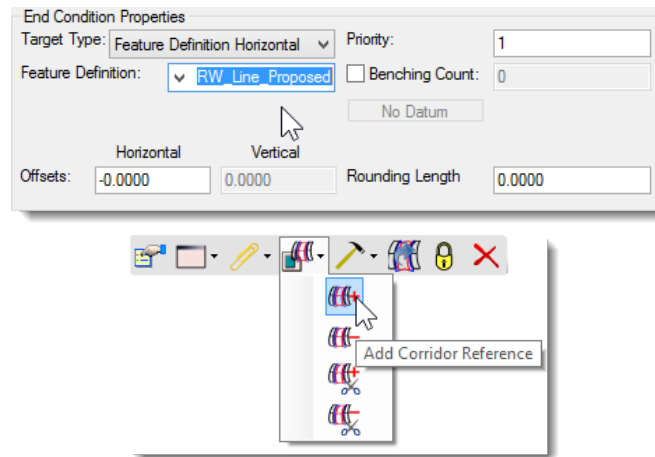 End Condition Properties
Target Type: Feature Definition Horizontal Priority: 1
Feature Definition: RW_Line_Proposed Benching Count: 0
No Datum
Horizontal Vertical
Offsets: -0.0000 0.0000 Rounding Length 0.0000
Add Corridor Reference